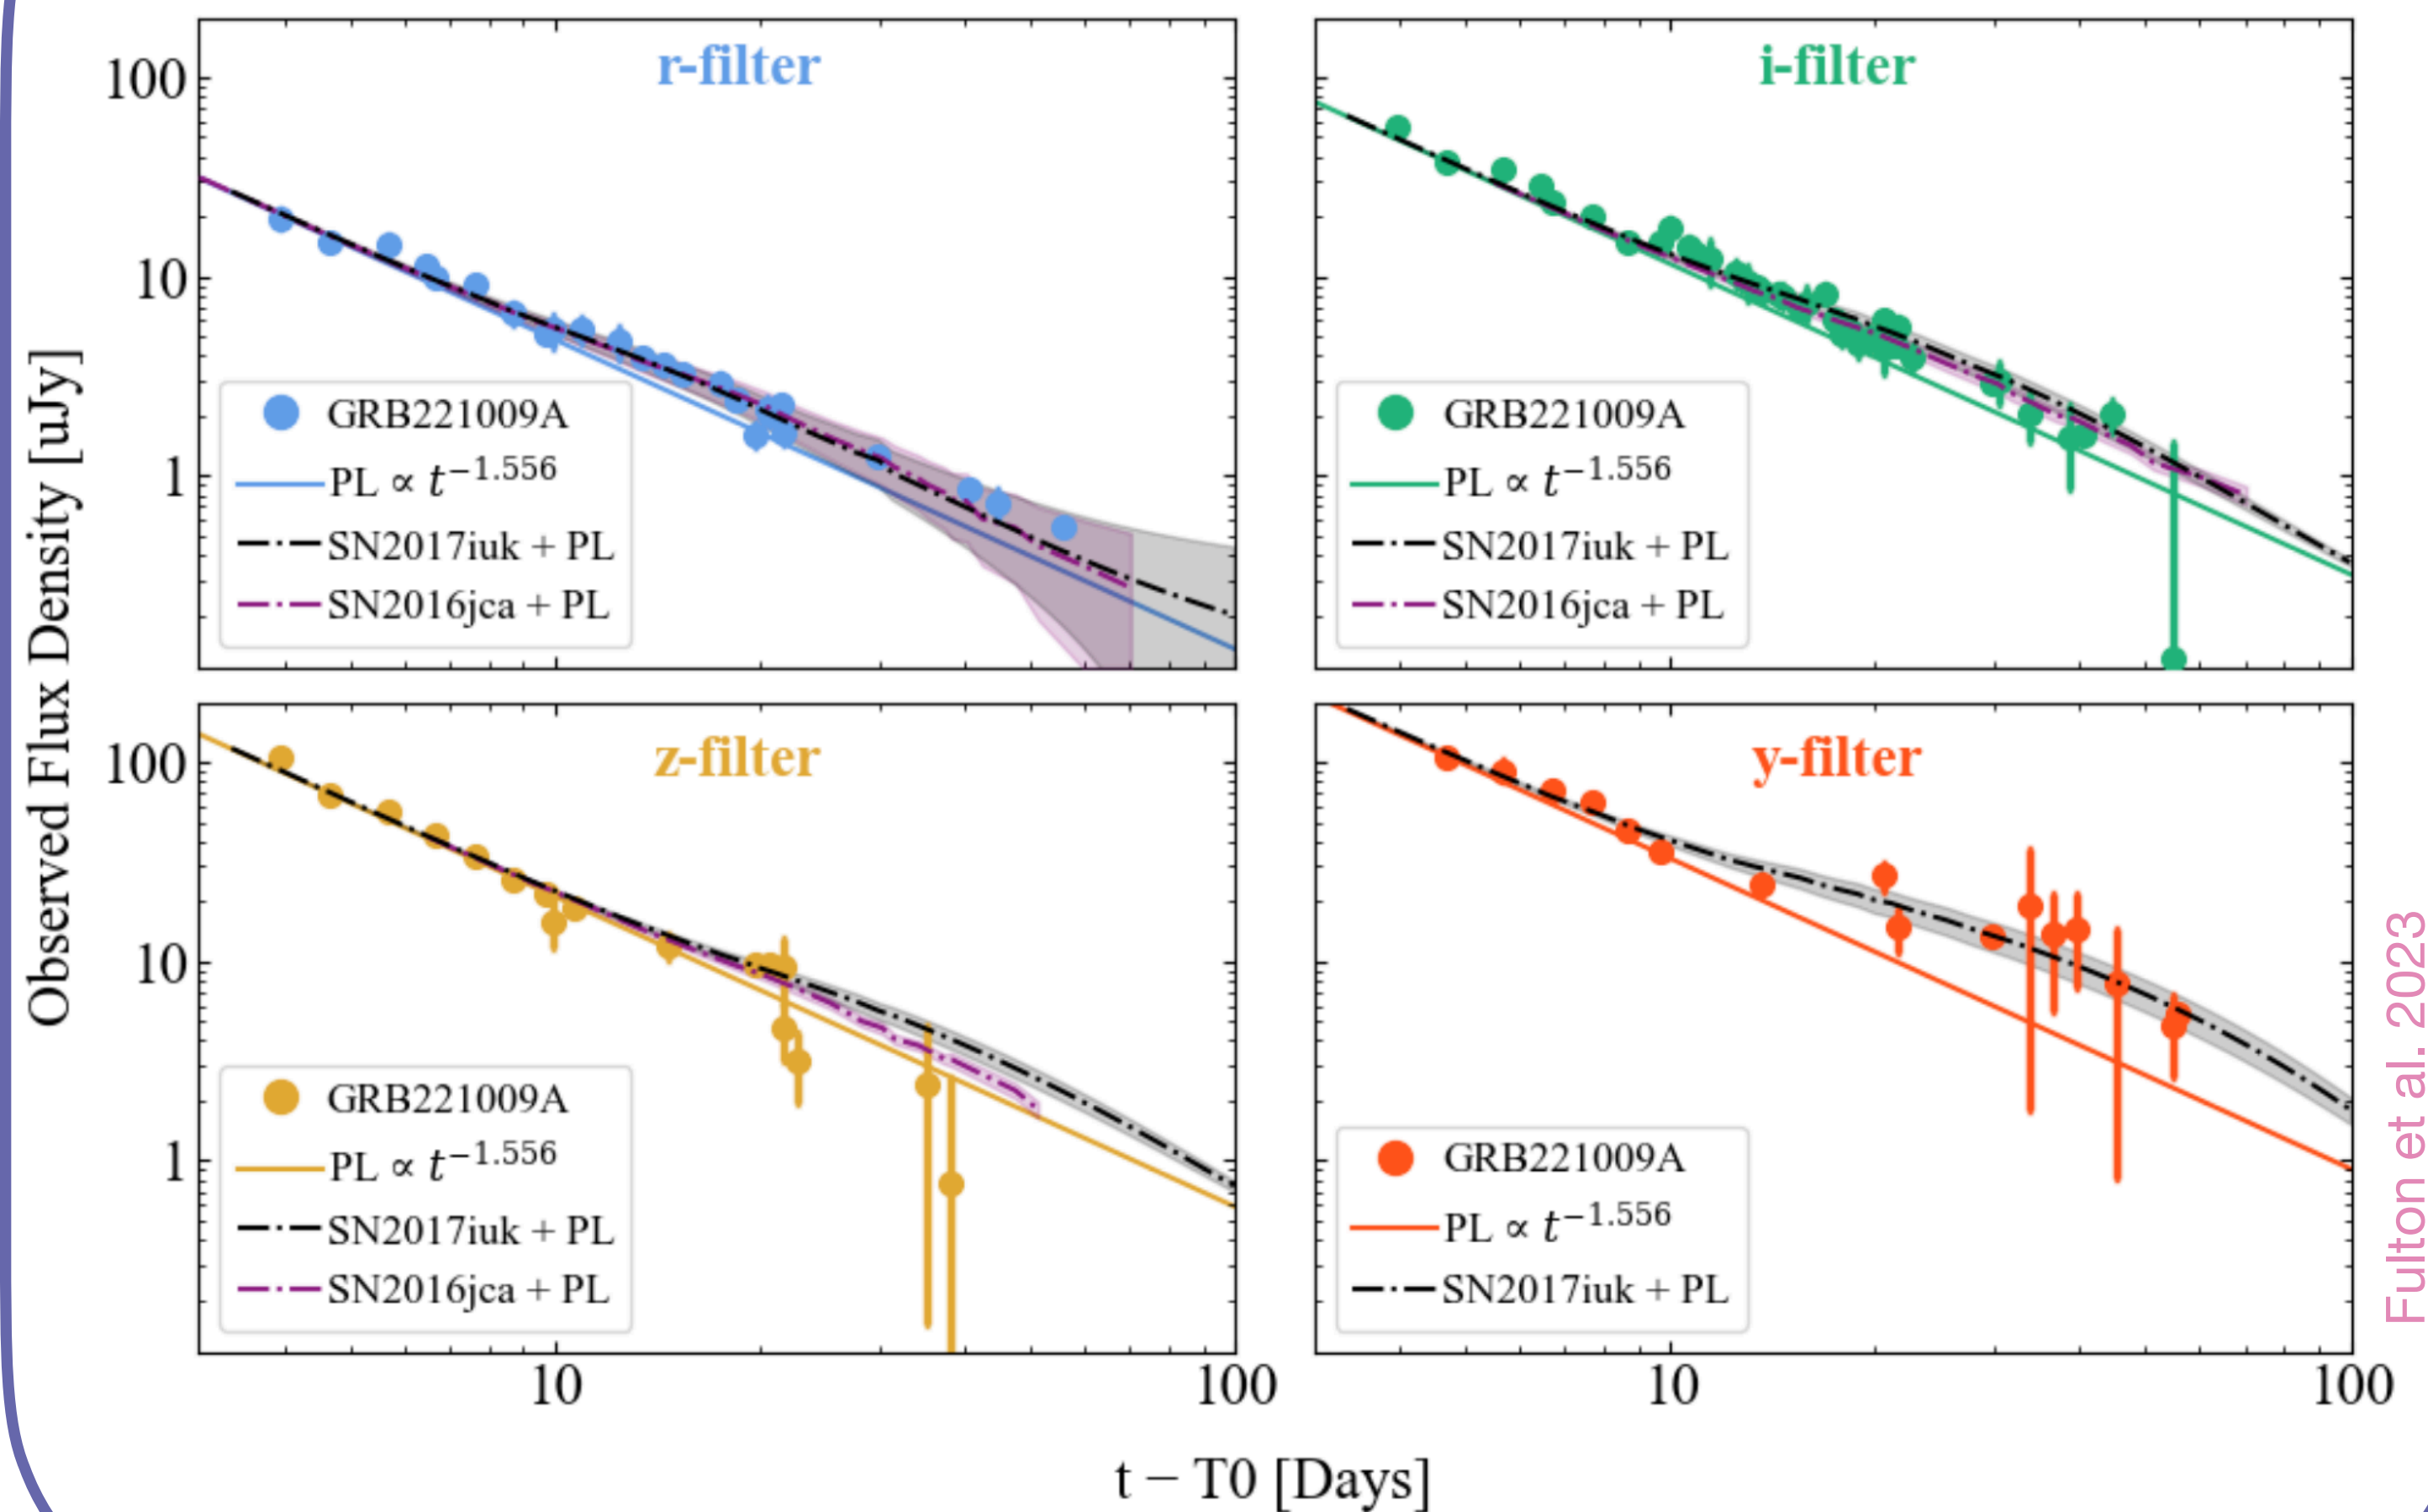 r-filter
i-filter
100
10
1
GRB221009A
PL ∝ t^−1.556
SN2017iuk + PL
SN2016jca + PL
GRB221009A
PL ∝ t^−1.556
SN2017iuk + PL
SN2016jca + PL
Observed Flux Density [uJy]
z-filter
y-filter
100
10
1
GRB221009A
PL ∝ t^−1.556
SN2017iuk + PL
SN2016jca + PL
GRB221009A
PL ∝ t^−1.556
SN2017iuk + PL
10
100
10
100
t − T0 [Days]
Fulton et al. 2023